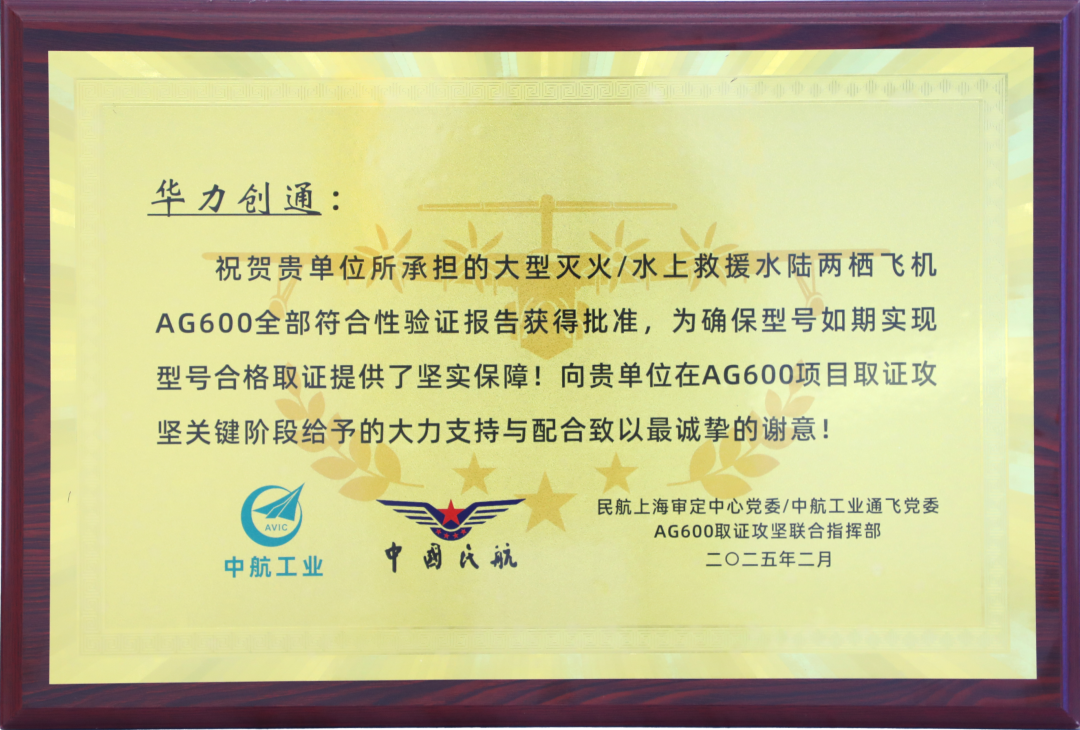 华力创通：
祝贺贵单位所承担的大型灭火/水上救援水陆两栖飞机
AG600全部符合性验证报告获得批准，为确保型号如期实现
型号合格取证提供了坚实保障！向贵单位在AG600项目取证攻
坚关键阶段给予的大力支持与配合致以最诚挚的谢意！
AVIC
中航工业
中國民航
民航上海审定中心党委/中航工业通飞党委
AG600取证攻坚联合指挥部
二〇二五年二月